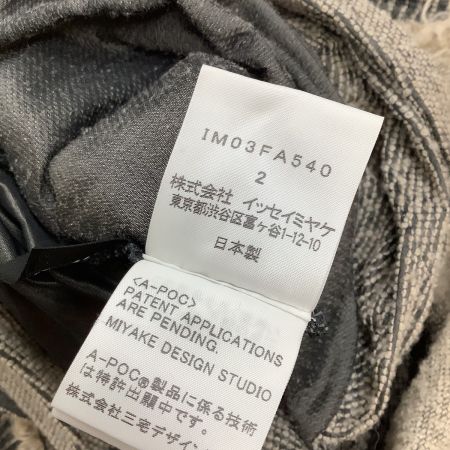 IM03FA540
2
株式会社 イッセイミヤケ
東京都渋谷区富ヶ谷1-12-10
日本製
<A-POC>
PATENT APPLICATIONS
ARE PENDING.
MIYAKE DESIGN STUDIO
A-POC®製品に係る技術
は特許出願中です。
株式会社三宅デザイン